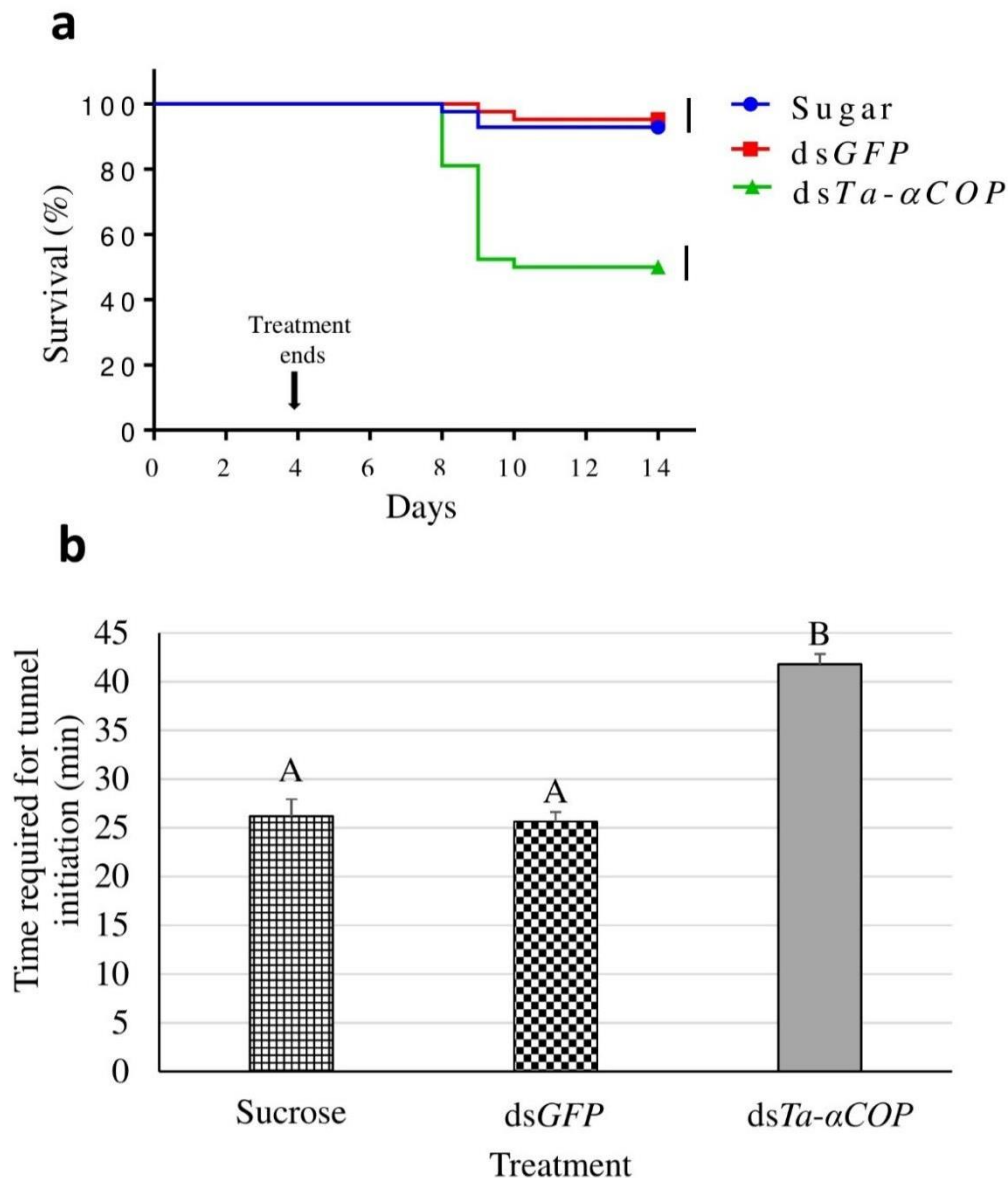 a
100
80
60
40
20
0
Survival (%)
Treatment
ends
0 2 4 6 8 10 12 14
Days
Sugar
dsGFP
dsTa-αCOP
b
45
40
35
30
25
20
15
10
5
0
Time required for tunnel
initiation (min)
A
A
B
Sucrose dsGFP dsTa-αCOP
Treatment